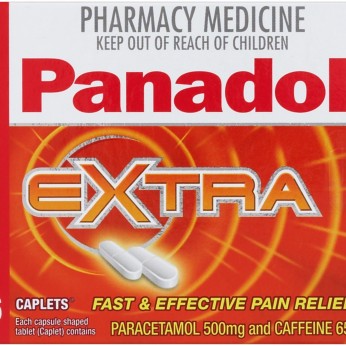 PHARMACY MEDICINE
KEEP OUT OF REACH OF CHILDREN
Panadol
EXTRA
CAPLETS
FAST & EFFECTIVE PAIN RELIEF
Each capsule shaped
tablet (Caplet) contains
PARACETAMOL 500mg and CAFFEINE 65